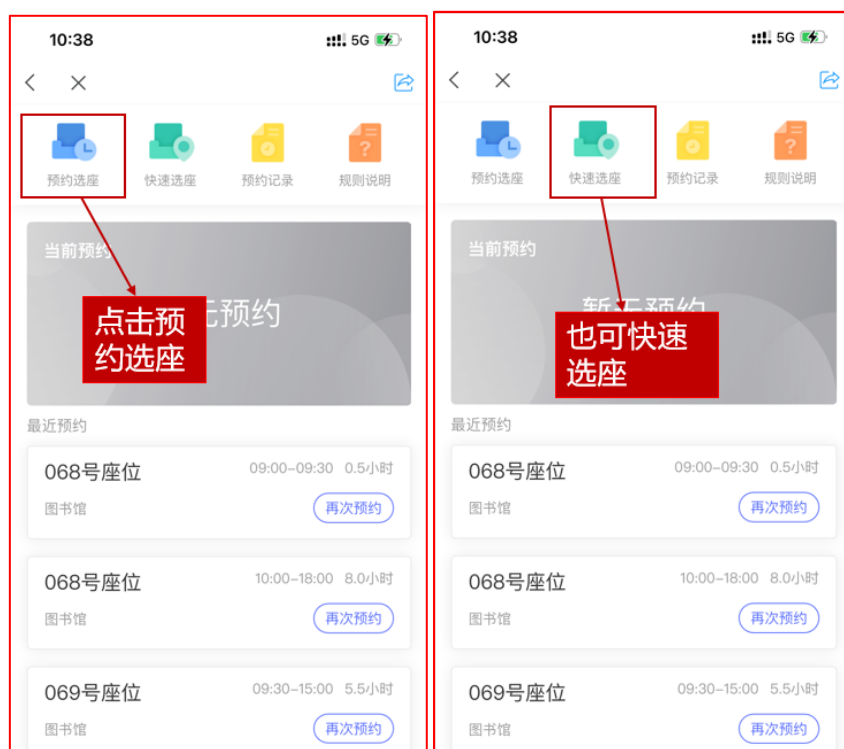 10:38
5G
预约选座
快速选座
预约记录
规则说明
当前预约
无预约
点击预
约选座
最近预约
068号座位
09:00-09:30 0.5小时
图书馆
再次预约
068号座位
10:00-18:00 8.0小时
图书馆
再次预约
069号座位
09:30-15:00 5.5小时
图书馆
再次预约
10:38
5G
预约选座
快速选座
预约记录
规则说明
当前预约
暂无预约
也可快速
选座
最近预约
068号座位
09:00-09:30 0.5小时
图书馆
再次预约
068号座位
10:00-18:00 8.0小时
图书馆
再次预约
069号座位
09:30-15:00 5.5小时
图书馆
再次预约